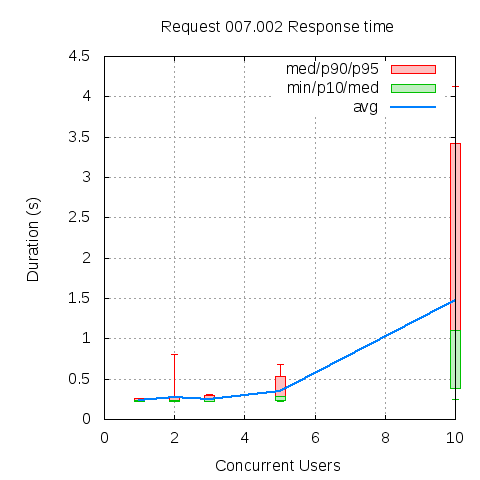 Request 007.002 Response time
med/p90/p95
min/p10/med
avg
Duration (s)
4.5
4
3.5
3
2.5
2
1.5
1
0.5
0
0 2 4 6 8 10
Concurrent Users